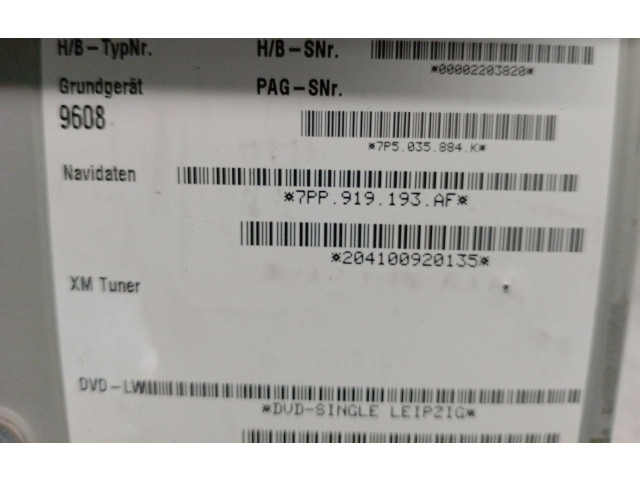 H/B-TypNr. H/B-SNr.
*00002203820*
Grundgerät PAG-SNr.
9608
*7P5.035.884.K*
Navidaten
*7PP.919.193.AF*
*204100920135*
XM Tuner
DVD-LW
*DVD-SINGLE LEIPZIG*